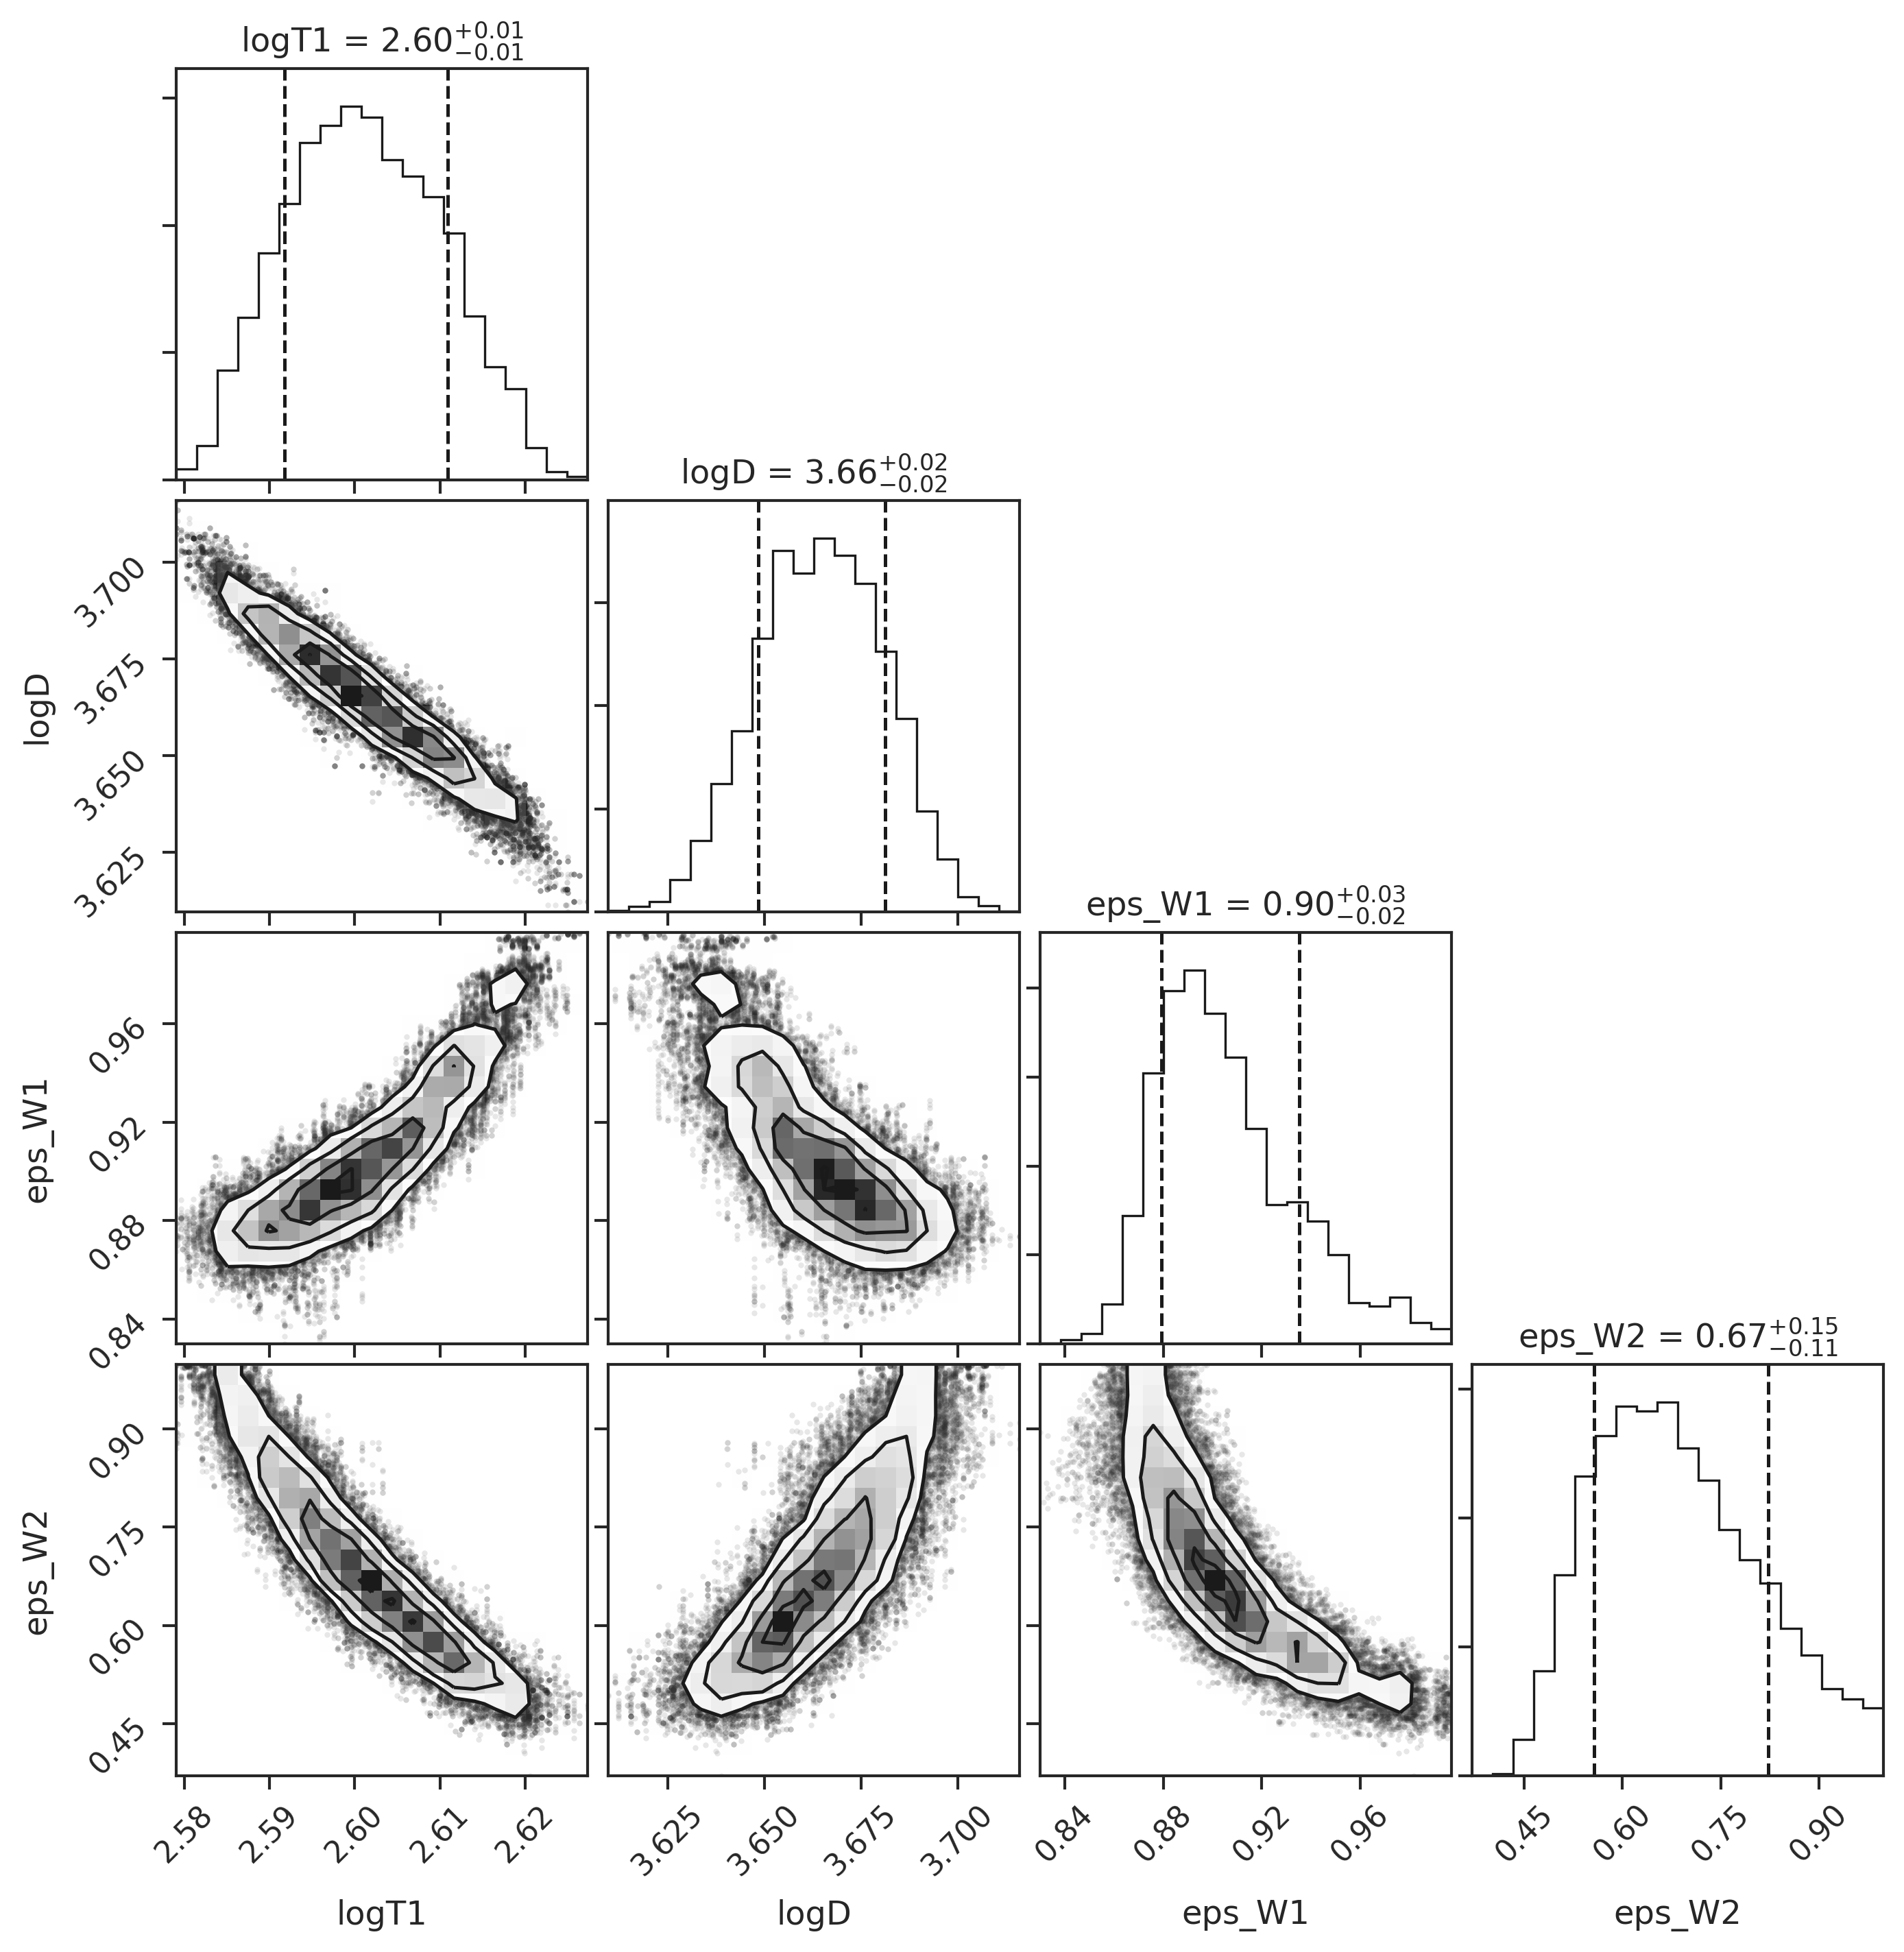 logT1 = 2.60 +0.01 −0.01
logD = 3.66 +0.02 −0.02
3.700
3.675
3.650
3.625
logD
eps_W1 = 0.90 +0.03 −0.02
0.96
0.92
0.88
0.84
eps_W1
eps_W2 = 0.67 +0.15 −0.11
0.90
0.75
0.60
0.45
eps_W2
2.58 2.59 2.60 2.61 2.62
3.625 3.650 3.675 3.700
0.84 0.88 0.92 0.96
0.45 0.60 0.75 0.90
logT1
logD
eps_W1
eps_W2